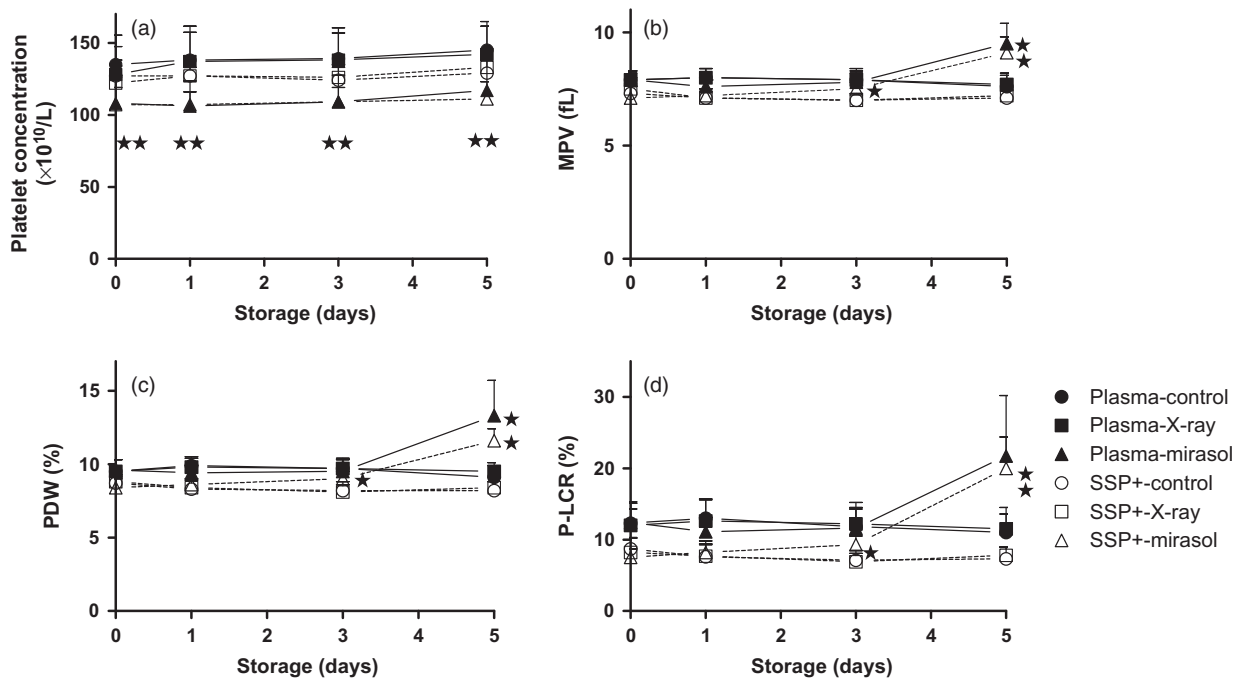 (a)
Platelet concentration
(×10¹⁰/L)
150
100
50
0
0 1 2 3 4 5
Storage (days)
(b)
MPV (fL)
10
5
0
0 1 2 3 4 5
Storage (days)
(c)
PDW (%)
15
10
5
0
0 1 2 3 4 5
Storage (days)
(d)
P-LCR (%)
30
20
10
0
0 1 2 3 4 5
Storage (days)
Plasma-control
Plasma-X-ray
Plasma-mirasol
SSP+-control
SSP+-X-ray
SSP+-mirasol